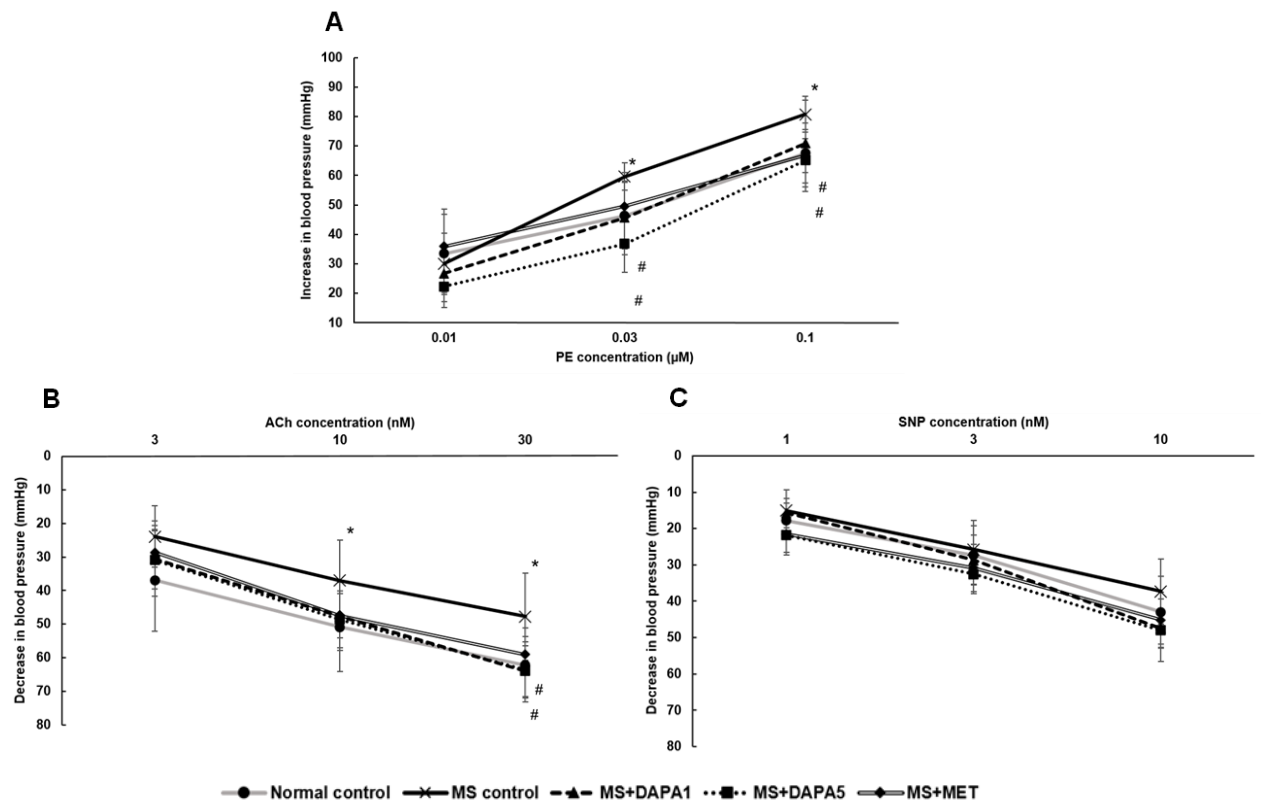 A
Increase in blood pressure (mmHg)
100
90
80
70
60
50
40
30
20
10
*
*
#
#
#
#
0.01 0.03 0.1
PE concentration (µM)
B
ACh concentration (nM)
3 10 30
Decrease in blood pressure (mmHg)
0
10
20
30
40
50
60
70
80
*
*
#
#
C
SNP concentration (nM)
1 3 10
Decrease in blood pressure (mmHg)
0
10
20
30
40
50
60
70
80
Normal control MS control MS+DAPA1 MS+DAPA5 MS+MET